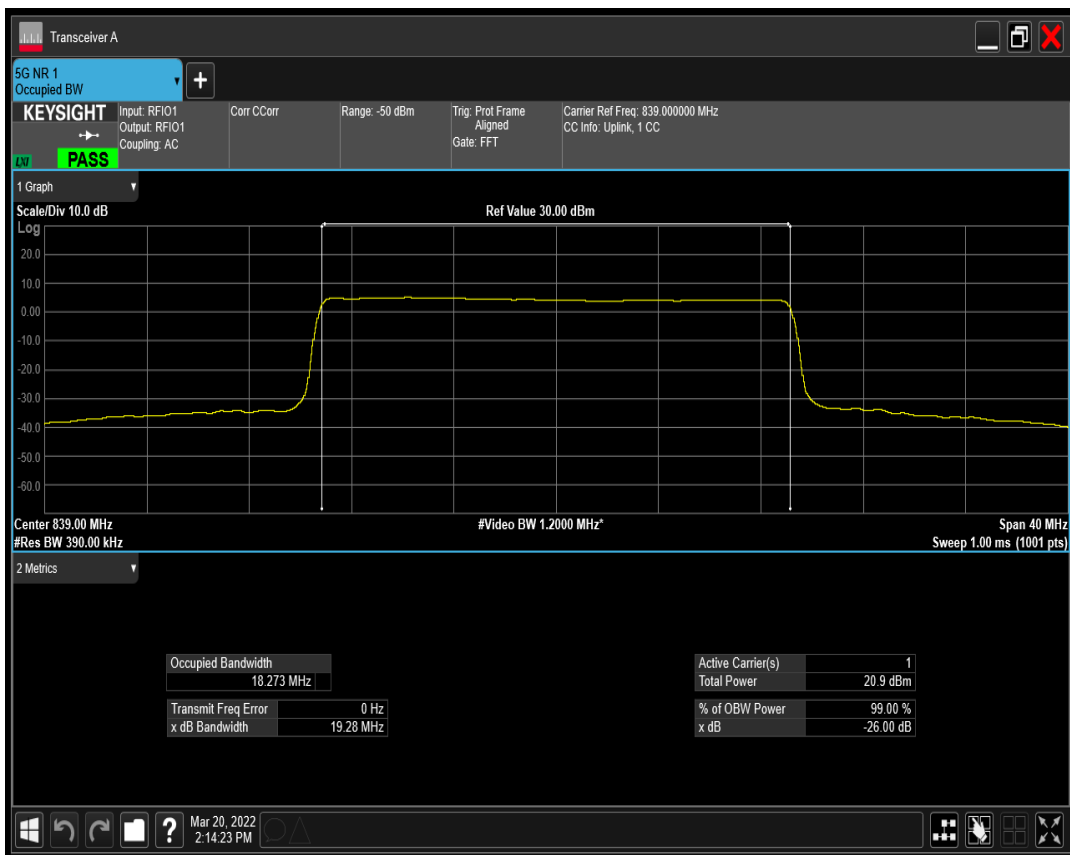 Transceiver A
5G NR 1
Occupied BW
+
KEYSIGHT
LXI
PASS
Input: RFIO1
Output: RFIO1
Coupling: AC
Corr CCorr
Range: -50 dBm
Trig: Prot Frame
Aligned
Gate: FFT
Carrier Ref Freq: 839.000000 MHz
CC Info: Uplink, 1 CC
1 Graph
Scale/Div 10.0 dB
Ref Value 30.00 dBm
Log
20.0
10.0
0.00
-10.0
-20.0
-30.0
-40.0
-50.0
-60.0
Center 839.00 MHz
#Video BW 1.2000 MHz*
Span 40 MHz
#Res BW 390.00 kHz
Sweep 1.00 ms (1001 pts)
2 Metrics
Occupied Bandwidth
18.273 MHz
Transmit Freq Error 0 Hz
x dB Bandwidth 19.28 MHz
Active Carrier(s) 1
Total Power 20.9 dBm
% of OBW Power 99.00 %
x dB -26.00 dB
?
Mar 20, 2022
2:14:23 PM